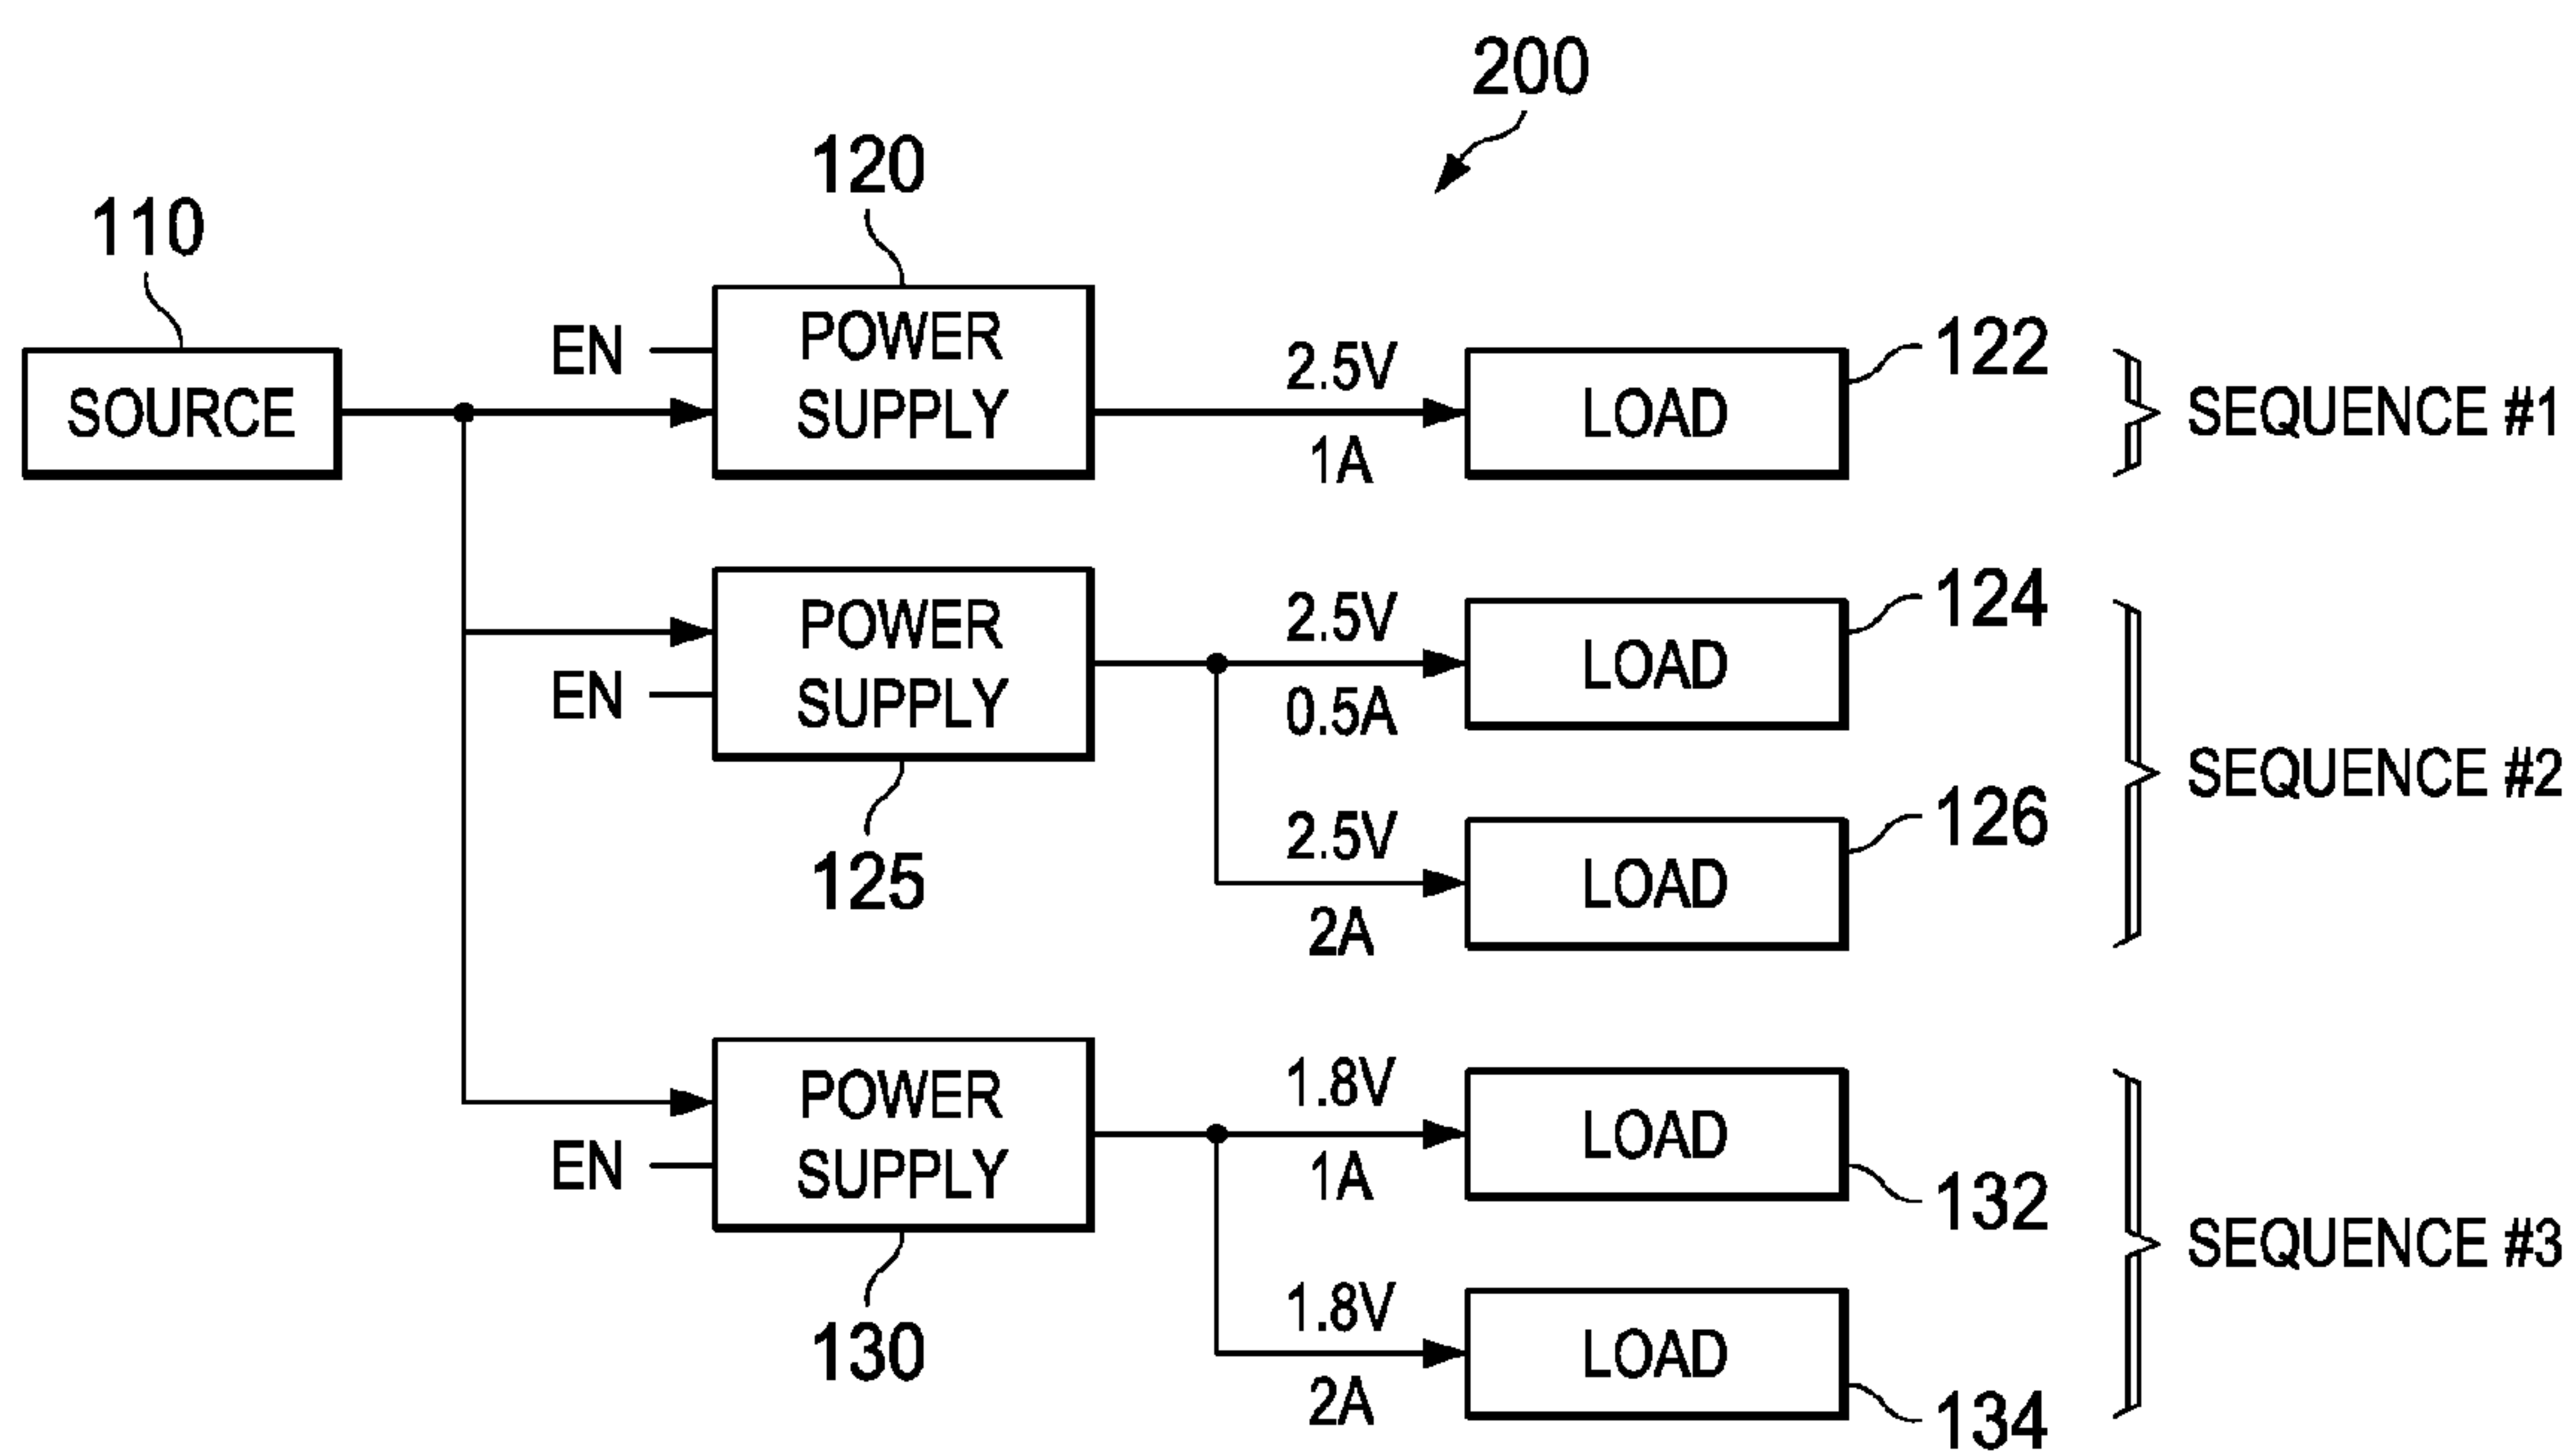 200
120
110
EN
POWER
SUPPLY
SOURCE
2.5V
1A
LOAD
122
SEQUENCE #1
POWER
SUPPLY
EN
125
2.5V
0.5A
LOAD
124
2.5V
2A
LOAD
126
SEQUENCE #2
POWER
SUPPLY
EN
130
1.8V
1A
LOAD
132
1.8V
2A
LOAD
134
SEQUENCE #3